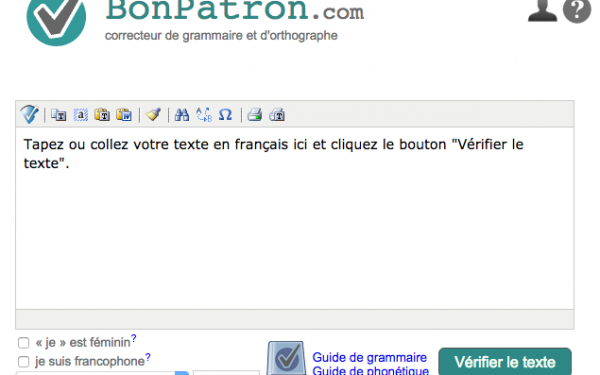 BonPatron.com
correcteur de grammaire et d'orthographe
Tapez ou collez votre texte en français ici et cliquez le bouton "Vérifier le
texte".
« je » est féminin?
je suis francophone?
Guide de grammaire
Guide de phonétique
Vérifier le texte